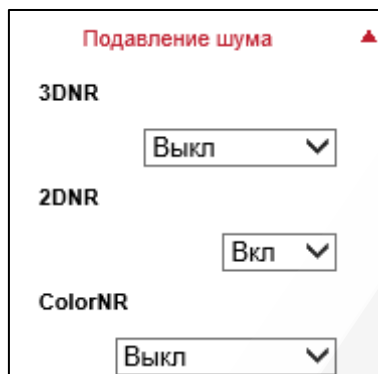 Подавление шума
3DNR
Выкл
2DNR
Вкл
ColorNR
Выкл